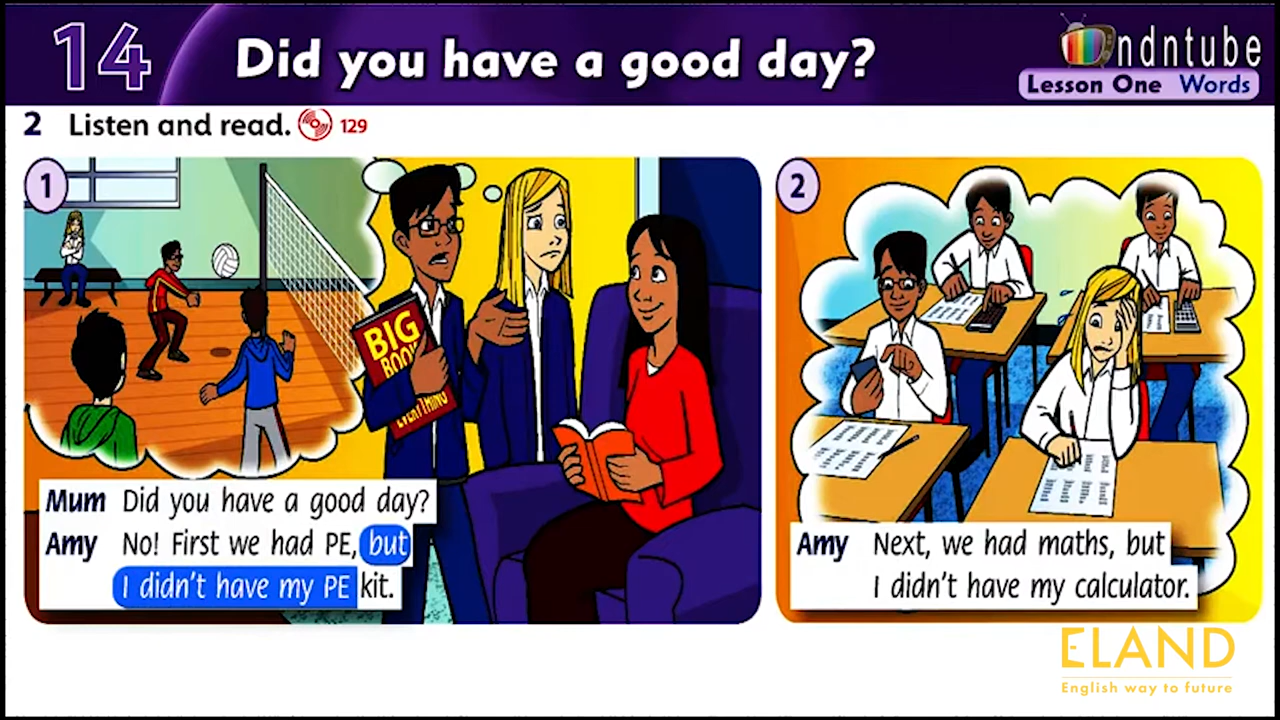 14
Did you have a good day?
ndntube
Lesson One Words
2 Listen and read. 129
1
BIG
BOOK
EVERYTHING
Mum Did you have a good day?
Amy No! First we had PE, but
I didn't have my PE kit.
2
Amy Next, we had maths, but
I didn't have my calculator.
ELAND
English way to future